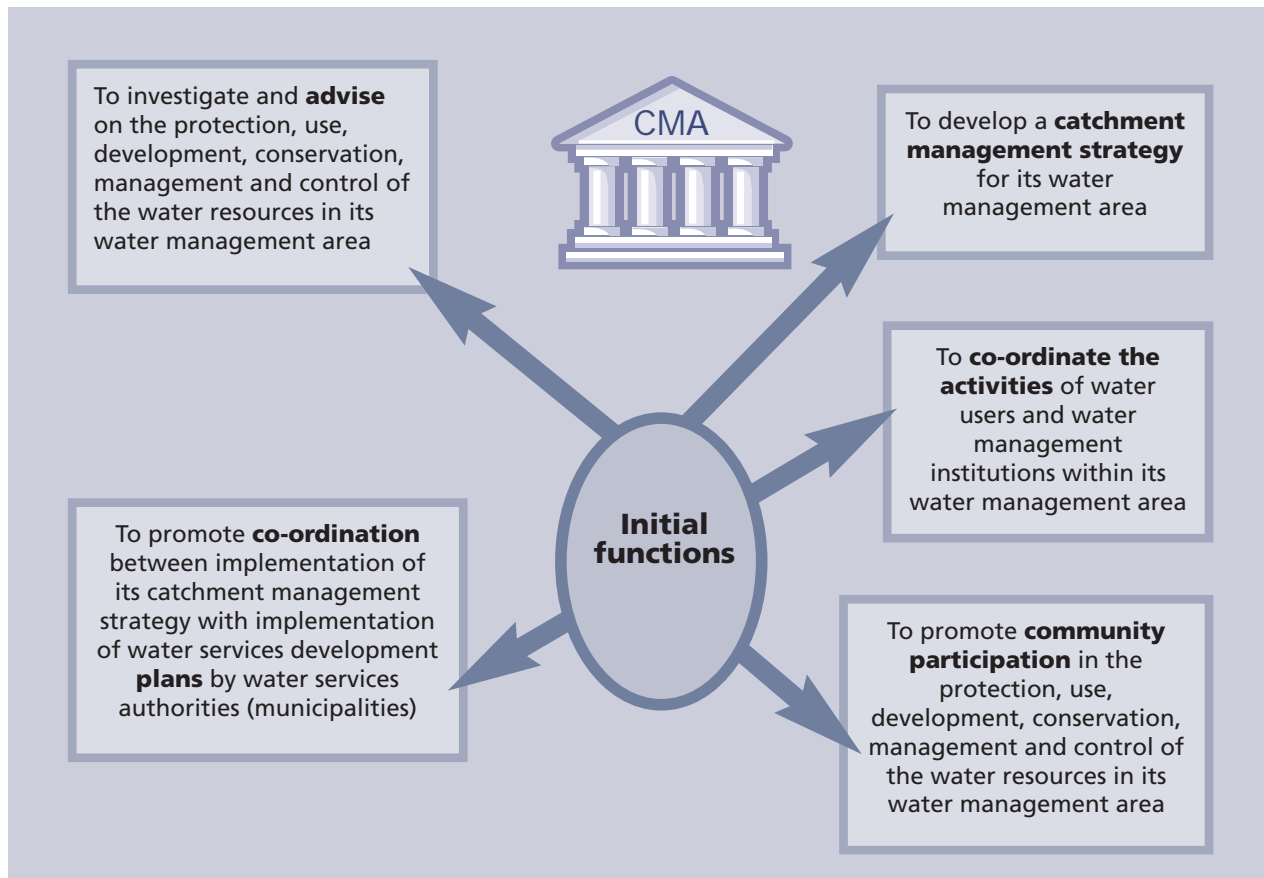 To investigate and advise
on the protection, use,
development, conservation,
management and control of
the water resources in its
water management area
CMA
To develop a catchment
management strategy
for its water
management area
To co-ordinate the
activities of water
users and water
management
institutions within its
water management area
Initial
functions
To promote co-ordination
between implementation of
its catchment management
strategy with implementation
of water services development
plans by water services
authorities (municipalities)
To promote community
participation in the
protection, use,
development, conservation,
management and control of
the water resources in its
water management area